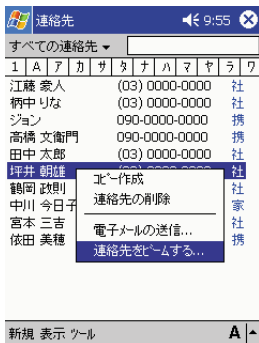 連絡先 9:55
すべての連絡先
1 A ア カ サ タ ナ ハ マ ヤ ラ ワ
江藤 衆人 (03) 0000-0000 社
柄中 りな (03) 0000-0000 社
ジョン 090-0000-0000 携
高橋 文衛門 090-0000-0000 携
田中 太郎 (03) 0000-0000 社
坪井 朝雄 社
鶴岡 政則 社
中川 今日子 家
宮本 三吉 社
依田 美穂 携
コピー作成
連絡先の削除
電子メールの送信...
連絡先をビームする...
新規 表示 ツール A